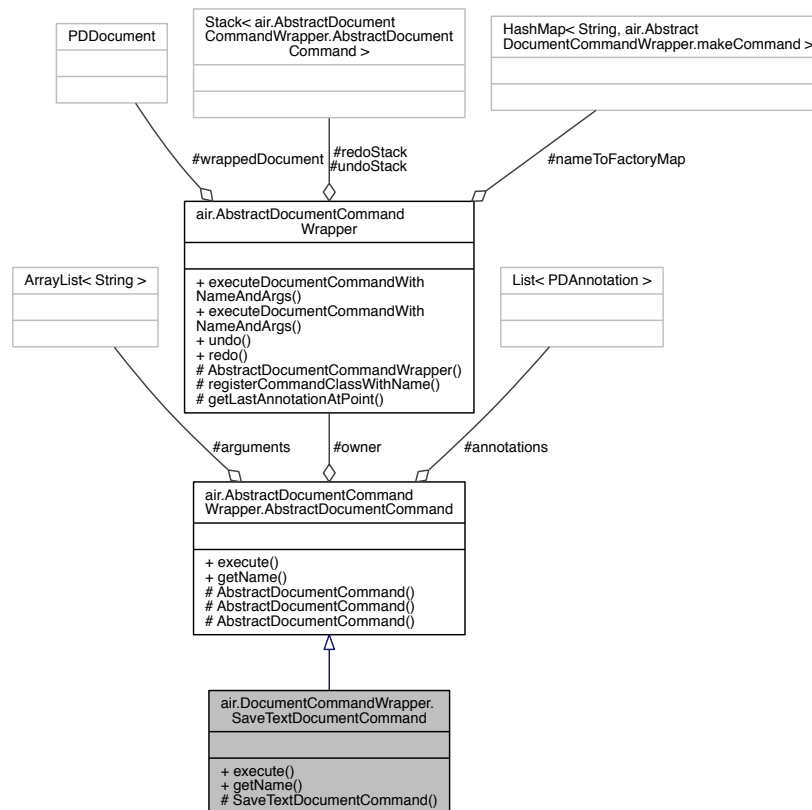 PDDocument
Stack< air.AbstractDocument
CommandWrapper.AbstractDocument
Command >
HashMap< String, air.Abstract
DocumentCommandWrapper.makeCommand >
#wrappedDocument
#redoStack
#undoStack
#nameToFactoryMap
air.AbstractDocumentCommand
Wrapper
+ executeDocumentCommandWith
NameAndArgs()
+ executeDocumentCommandWith
NameAndArgs()
+ undo()
+ redo()
# AbstractDocumentCommandWrapper()
# registerCommandClassWithName()
# getLastAnnotationAtPoint()
ArrayList< String >
List< PDAnnotation >
#arguments
#owner
#annotations
air.AbstractDocumentCommand
Wrapper.AbstractDocumentCommand
+ execute()
+ getName()
# AbstractDocumentCommand()
# AbstractDocumentCommand()
# AbstractDocumentCommand()
air.DocumentCommandWrapper.
SaveTextDocumentCommand
+ execute()
+ getName()
# SaveTextDocumentCommand()